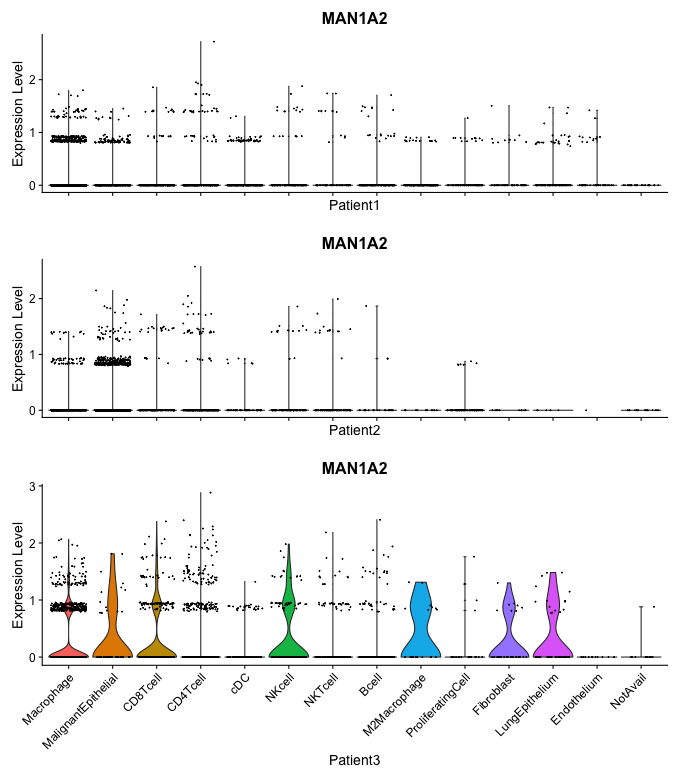 MAN1A2
Expression Level
2
1
0
Patient1
MAN1A2
Expression Level
2
1
0
Patient2
MAN1A2
Expression Level
3
2
1
0
Macrophage
MalignantEpithelial
CD8Tcell
CD4Tcell
cDC
NKcell
NKTcell
Bcell
M2Macrophage
ProliferatingCell
Fibroblast
LungEpithelium
Endothelium
NotAvail
Patient3